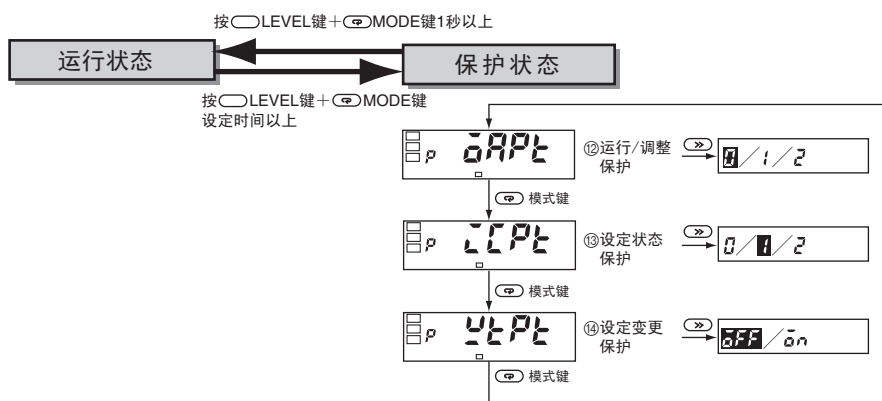 按LEVEL键+MODE键1秒以上
运行状态
保护状态
按LEVEL键+MODE键
设定时间以上
p oAPt
⑫运行/调整
保护
0/1/2
模式键
p iCPt
⑬设定状态
保护
0/1/2
模式键
p WtPt
⑭设定变更
保护
oFF/on
模式键